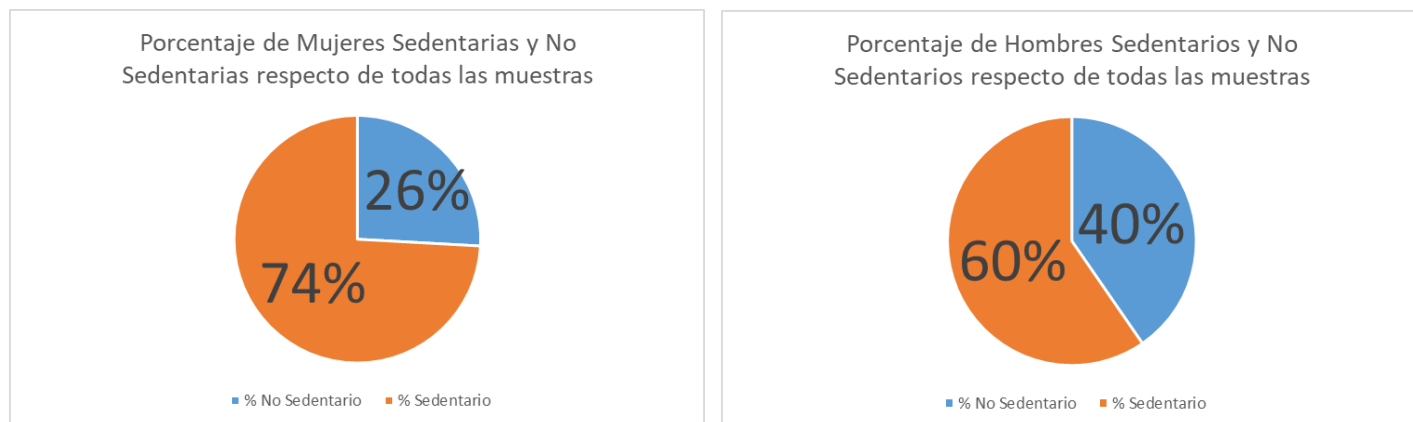 Porcentaje de Mujeres Sedentarias y No
Sedentarias respecto de todas las muestras
26%
74%
% No Sedentario % Sedentario
Porcentaje de Hombres Sedentarios y No
Sedentarios respecto de todas las muestras
40%
60%
% No Sedentario % Sedentario